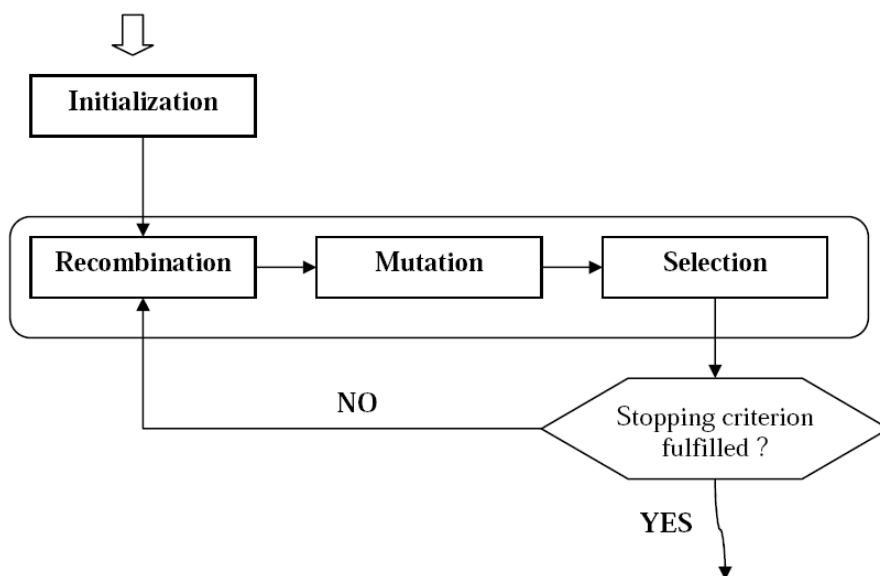 Initialization
Recombination
Mutation
Selection
NO
Stopping criterion
fulfilled ?
YES